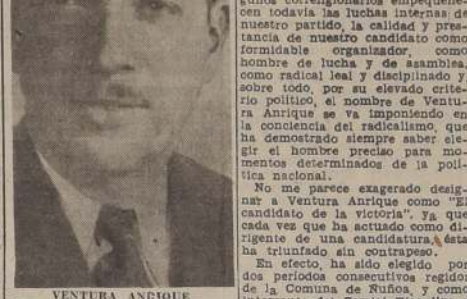 gunos correligionarios empequeñe-
cen todavía las luchas internas de
nuestro partido, la calidad y pres-
tancia de nuestro candidato como
formidable organizador, como
hombre de lucha y de asamblea,
como radical leal y disciplinado y
sobre todo, por su elevado crite-
rio político, el nombre de Ventu-
ra Anrique se va imponiendo en
la conciencia del radicalismo, que
ha demostrado siempre saber ele-
gir el hombre preciso para mo-
mentos determinados de la polí-
tica nacional.
No me parece exagerado desig-
nar a Ventura Anrique como "El
candidato de la victoria". ya que
cada vez que ha actuado como di-
rigente de una candidatura, ésta
ha triunfado sin contrapeso.
En efecto, ha sido elegido por
dos períodos consecutivos regidor
de la Comuna de Ñuñoa, y como
VENTURA ANRIQUE